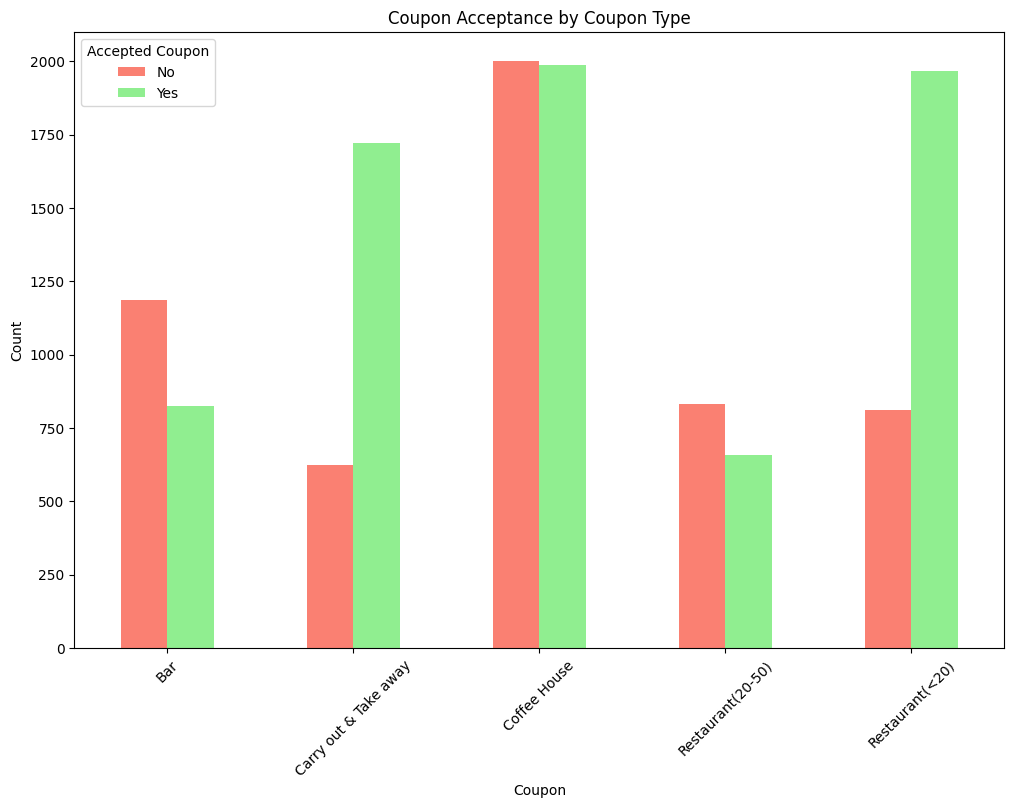 Coupon Acceptance by Coupon Type
Accepted Coupon
No
Yes
2000
1750
1500
1250
1000
750
500
250
0
Count
Bar
Carry out & Take away
Coffee House
Restaurant(20-50)
Restaurant(<20)
Coupon